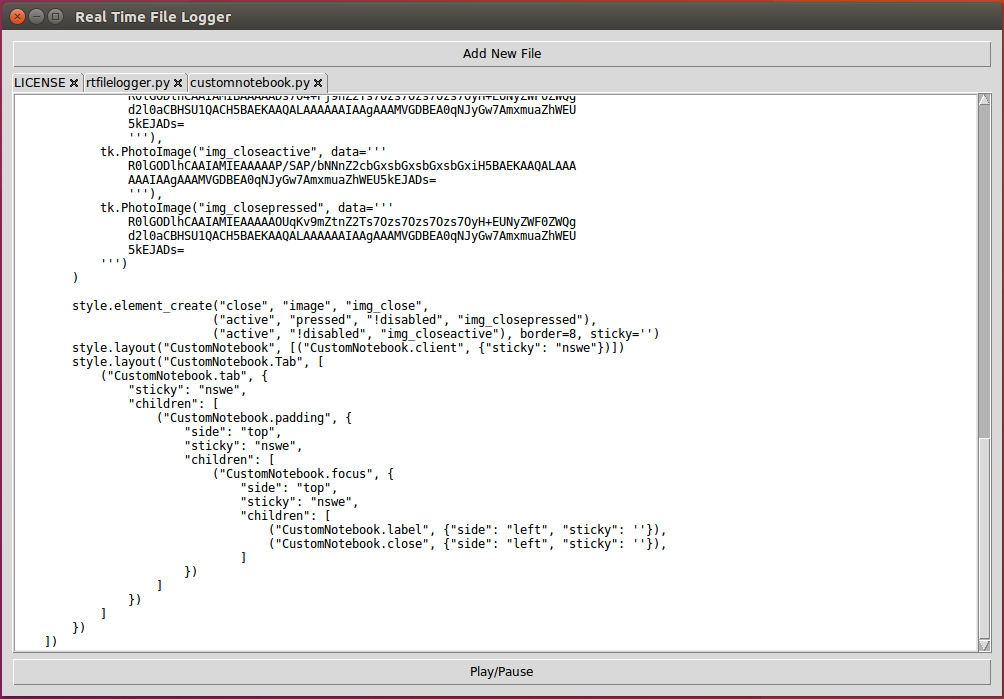 Real Time File Logger
Add New File
LICENSE ✖ rtfilelogger.py ✖ customnotebook.py ✖
d2l0aCBHSU1QACH5BAEKAAQALAAAAAAIAAgAAAMVGDBEA0qNJyGw7AmxmuaZhWEU
5kEJADs=
'''),
tk.PhotoImage("img_closeactive", data='''
R0lGODlhCAAIAMIEAAAAAP/SAP/bNNnZ2cbGxsbGxsbGxsbGxiH5BAEKAAQALAAA
AAAIAAgAAAMVGDBEA0qNJyGw7AmxmuaZhWEU5kEJADs=
'''),
tk.PhotoImage("img_closepressed", data='''
R0lGODlhCAAIAMIEAAAAAOUqKv9mZtnZ2Ts7Ozs7Ozs7Ozs7OyH+EUNyZWF0ZWQg
d2l0aCBHSU1QACH5BAEKAAQALAAAAAAIAAgAAAMVGDBEA0qNJyGw7AmxmuaZhWEU
5kEJADs=
''')
)
style.element_create("close", "image", "img_close",
("active", "pressed", "!disabled", "img_closepressed"),
("active", "!disabled", "img_closeactive"), border=8, sticky='')
style.layout("CustomNotebook", [("CustomNotebook.client", {"sticky": "nswe"})])
style.layout("CustomNotebook.Tab", [
("CustomNotebook.tab", {
"sticky": "nswe",
"children": [
("CustomNotebook.padding", {
"side": "top",
"sticky": "nswe",
"children": [
("CustomNotebook.focus", {
"side": "top",
"sticky": "nswe",
"children": [
("CustomNotebook.label", {"side": "left", "sticky": ''}),
("CustomNotebook.close", {"side": "left", "sticky": ''}),
]
})
]
})
]
})
])
Play/Pause